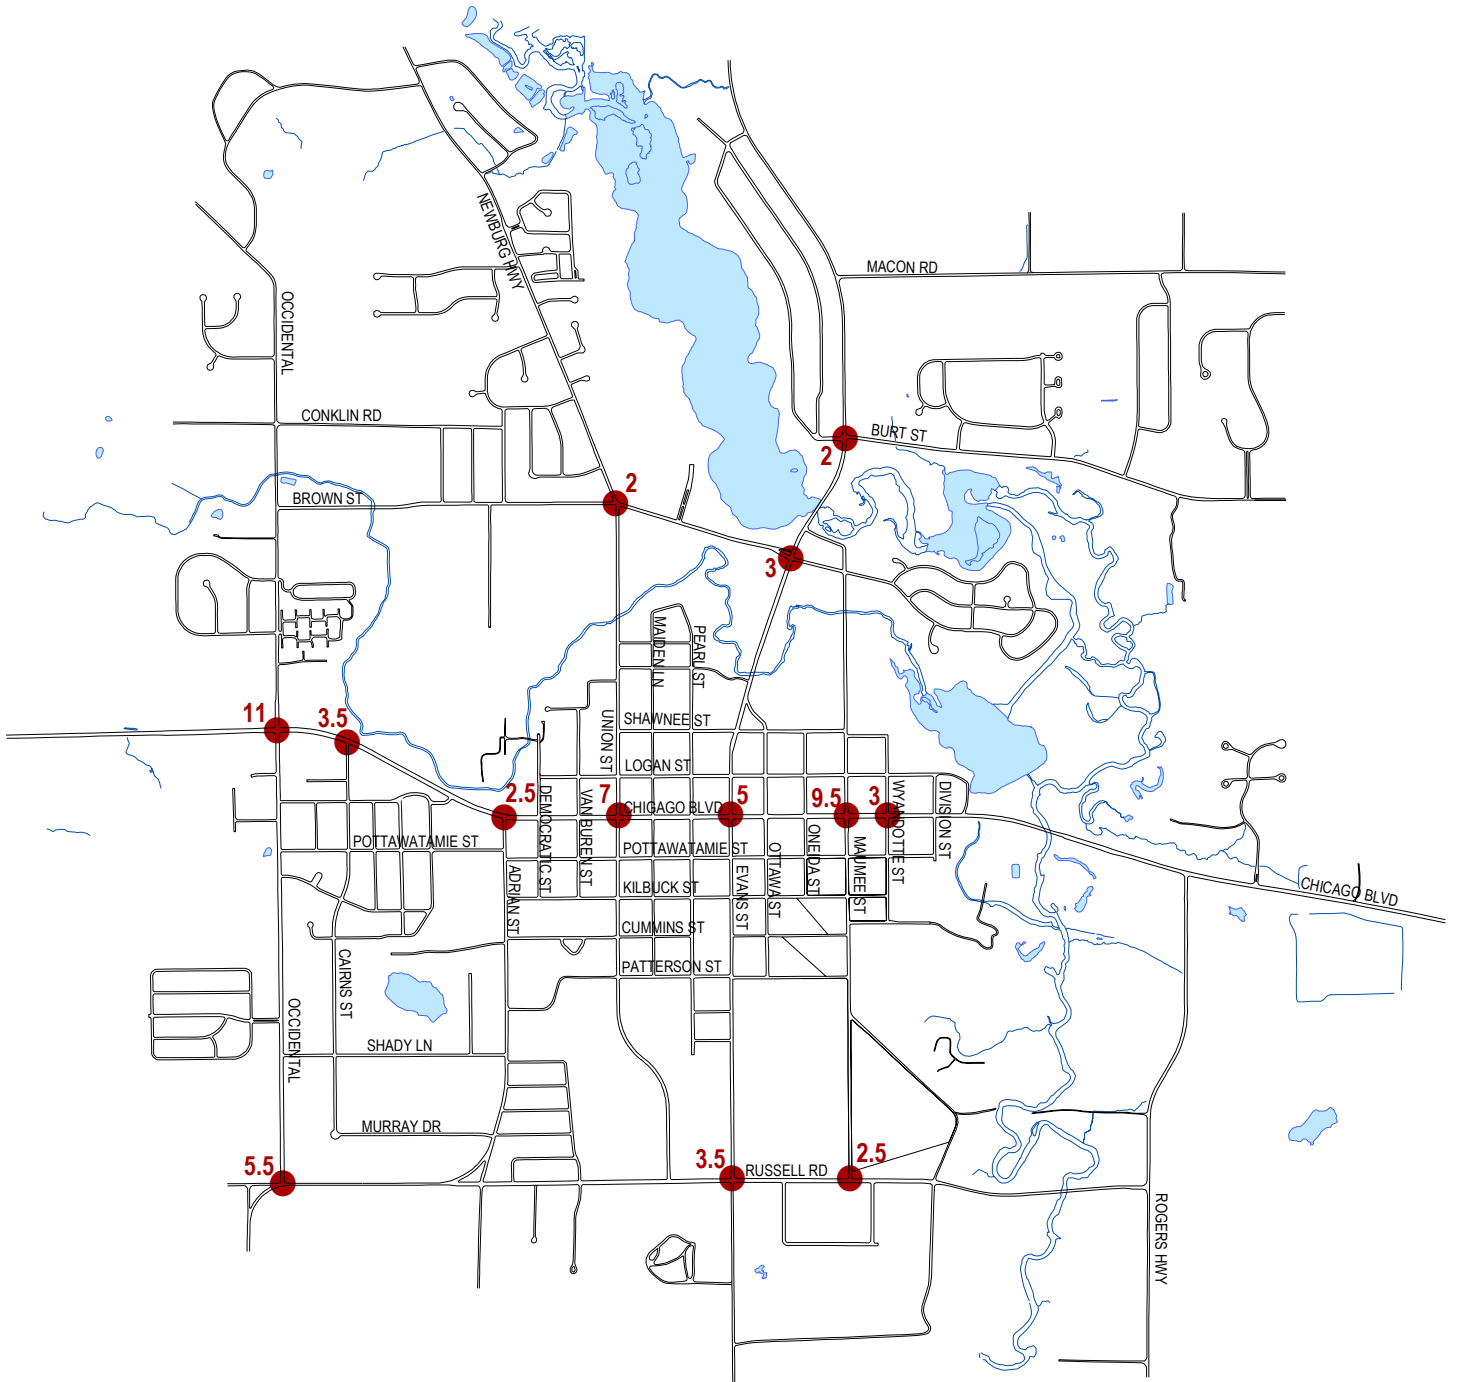 NEWBURG HWY
MACON RD
OCCIDENTAL
CONKLIN RD
BURT ST
2
2
BROWN ST
3
MAIDEN LN
PEARL ST
11
3.5
UNION ST
SHAWNEE ST
LOGAN ST
2.5
DEMOCRATIC ST
VAN BUREN ST
7
CHIGAGO BLVD
5
9.5
3
WYANDOTTE ST
DIVISION ST
POTTAWATAMIE ST
POTTAWATAMIE ST
ONEIDA ST
MAUMEE ST
OTTAWA ST
ADRIAN ST
EVANS ST
KILBUCK ST
CHICAGO BLVD
CUMMINS ST
CAIRNS ST
PATTERSON ST
OCCIDENTAL
SHADY LN
MURRAY DR
5.5
3.5
RUSSELL RD
2.5
ROGERS HWY